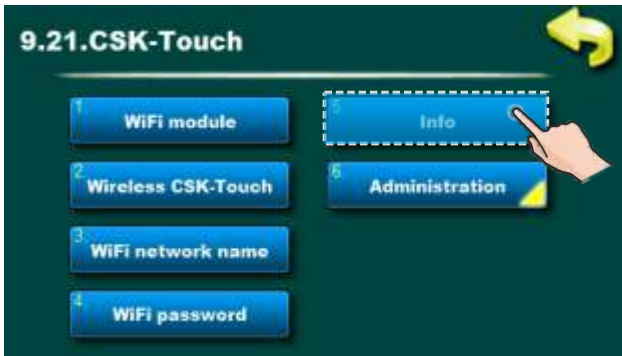 9.21.CSK-Touch
1
WiFi module
2
Wireless CSK-Touch
3
WiFi network name
4
WiFi password
5
Info
6
Administration